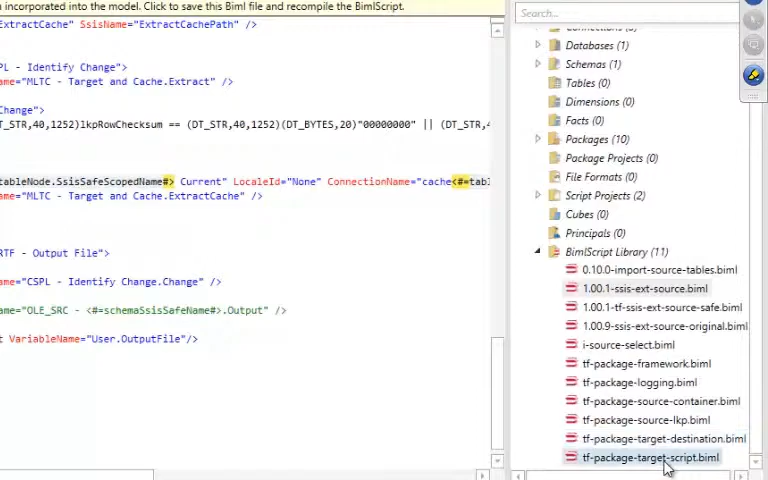 incorporated into the model. Click to save this Biml file and recompile the BimlScript.
ExtractCache" SsisName="ExtractCachePath" />
SPL - Identify Change">
ame="MLTC - Target and Cache.Extract" />
Change">
DT_STR,40,1252)lkpRowChecksum == (DT_STR,40,1252)(DT_BYTES,20)"00000000" || (DT_STR,4
tableNode.SsisSafeScopedName#> Current" LocaleId="None" ConnectionName="cache<#=tabl
ame="MLTC - Target and Cache.ExtractCache" />
RTF - Output File">
ame="CSPL - Identify Change.Change" />
ame="OLE_SRC - <#=schemaSsisSafeName#>.Output" />
t VariableName="User.OutputFile"/>
Search...
Databases (1)
Schemas (1)
Tables (0)
Dimensions (0)
Facts (0)
Packages (10)
Package Projects (0)
File Formats (0)
Script Projects (2)
Cubes (0)
Principals (0)
BimlScript Library (11)
0.10.0-import-source-tables.biml
1.00.1-ssis-ext-source.biml
1.00.1-tf-ssis-ext-source-safe.biml
1.00.9-ssis-ext-source-original.biml
i-source-select.biml
tf-package-framework.biml
tf-package-logging.biml
tf-package-source-container.biml
tf-package-source-lkp.biml
tf-package-target-destination.biml
tf-package-target-script.biml